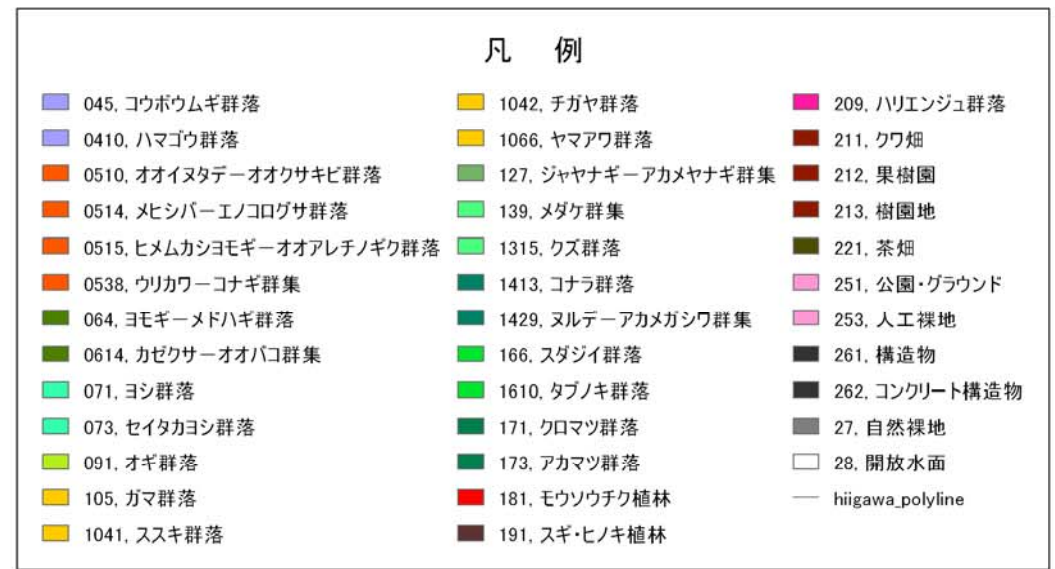 凡 例
045, コウボウムギ群落
0410, ハマゴウ群落
0510, オオイヌタデーオオクサキビ群落
0514, メヒシバーエノコログサ群落
0515, ヒメムカシヨモギーオオアレチノギク群落
0538, ウリカワーコナギ群集
064, ヨモギーメドハギ群落
0614, カゼクサーオオバコ群集
071, ヨシ群落
073, セイタカヨシ群落
091, オギ群落
105, ガマ群落
1041, ススキ群落
1042, チガヤ群落
1066, ヤマアワ群落
127, ジャヤナギーアカメヤナギ群集
139, メダケ群集
1315, クズ群落
1413, コナラ群落
1429, ヌルデーアカメガシワ群集
166, スダジイ群落
1610, タブノキ群落
171, クロマツ群落
173, アカマツ群落
181, モウソウチク植林
191, スギ・ヒノキ植林
209, ハリエンジュ群落
211, クワ畑
212, 果樹園
213, 樹園地
221, 茶畑
251, 公園・グラウンド
253, 人工裸地
261, 構造物
262, コンクリート構造物
27, 自然裸地
28, 開放水面
hiigawa_polyline